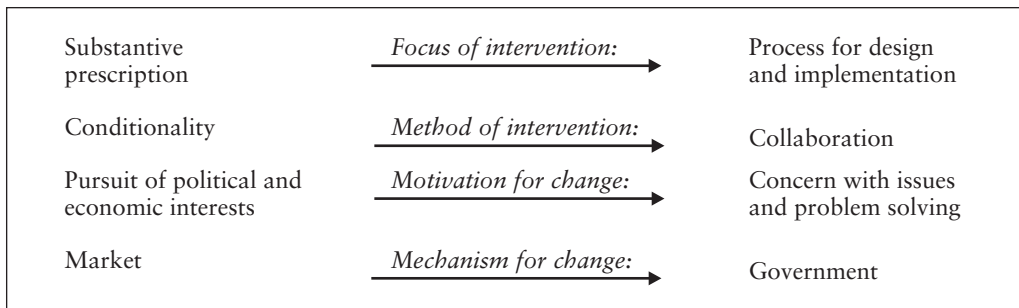 Substantive Focus of intervention: Process for design
prescription and implementation
Conditionality Method of intervention: Collaboration
Pursuit of political and Motivation for change: Concern with issues
economic interests and problem solving
Market Mechanism for change: Government